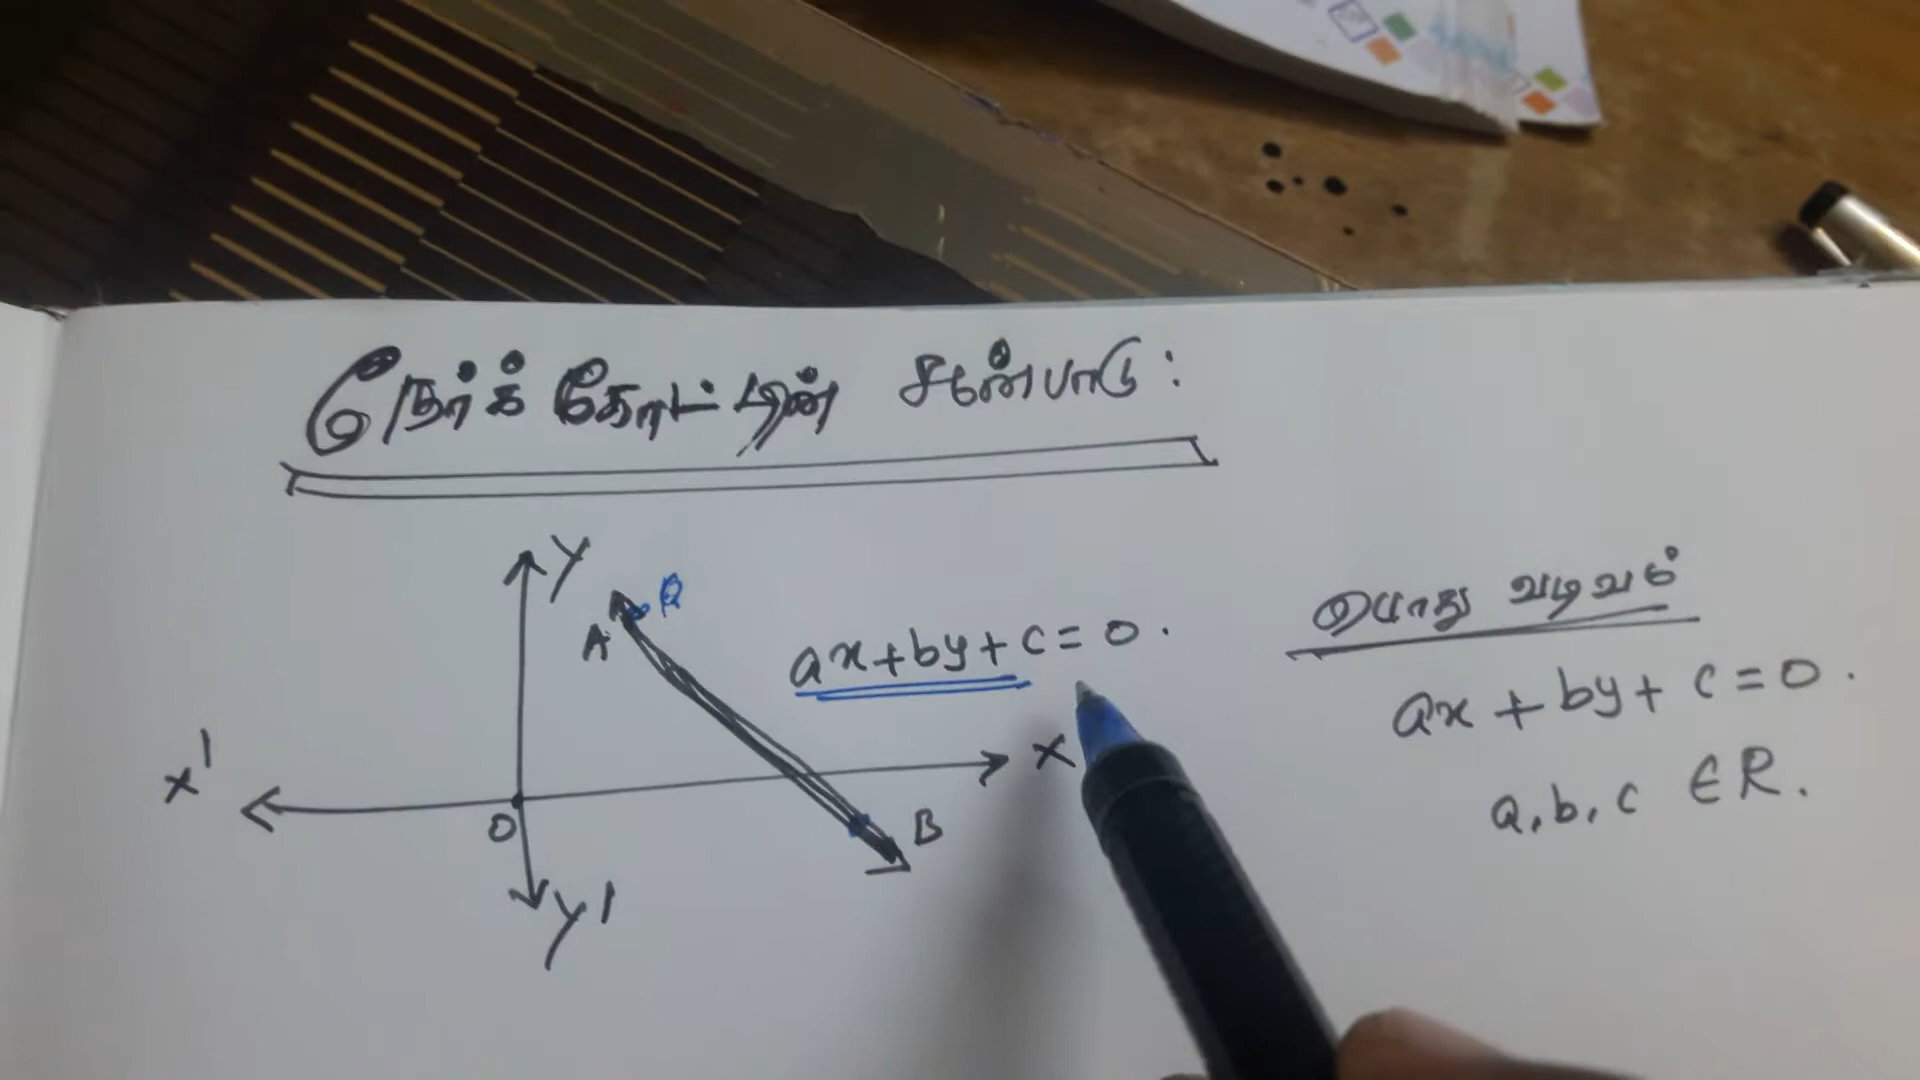 நேர்க் கோட்டின் சமன்பாடு :
y
Q
A
ax+by+c=0.
x'
x
O
B
y'
பொது வடிவம்
ax + by + c = 0.
a, b, c ∈ R.